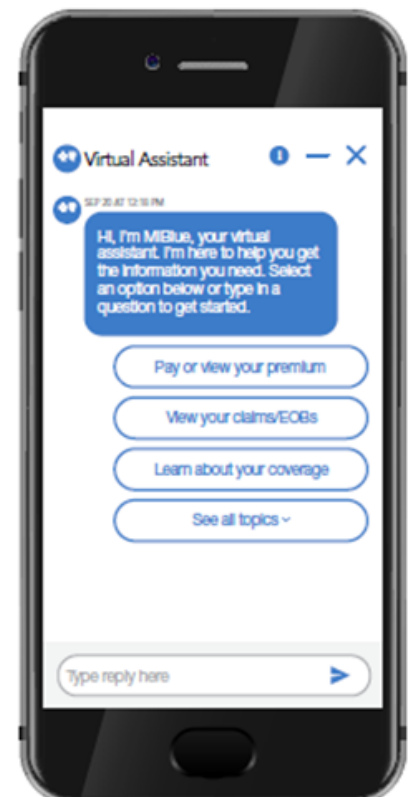 Virtual Assistant
SEP 20 AT 12:18 PM
Hi, I'm MIBlue, your virtual
assistant. I'm here to help you get
the information you need. Select
an option below or type in a
question to get started.
Pay or view your premium
View your claims/EOBs
Learn about your coverage
See all topics
Type reply here